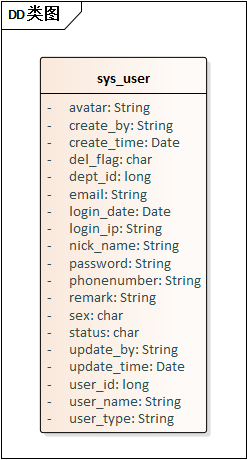 DD类图
sys_user
- avatar: String
- create_by: String
- create_time: Date
- del_flag: char
- dept_id: long
- email: String
- login_date: Date
- login_ip: String
- nick_name: String
- password: String
- phonenumber: String
- remark: String
- sex: char
- status: char
- update_by: String
- update_time: Date
- user_id: long
- user_name: String
- user_type: String